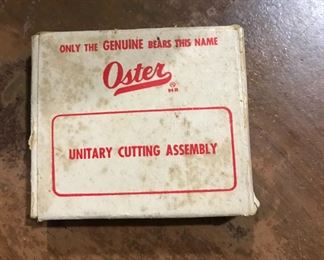 ONLY THE GENUINE BEARS THIS NAME
Oster
UNITARY CUTTING ASSEMBLY